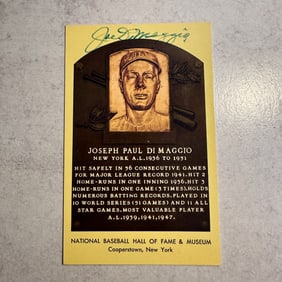 Joe DiMaggio
JOSEPH PAUL DI MAGGIO
NEW YORK A.L. 1936 TO 1951
HIT SAFELY IN 56 CONSECUTIVE GAMES
FOR MAJOR LEAGUE RECORD 1941. HIT 2
HOME-RUNS IN ONE INNING 1936. HIT 3
HOME-RUNS IN ONE GAME (3 TIMES). HOLDS
NUMEROUS BATTING RECORDS. PLAYED IN
10 WORLD SERIES (51 GAMES) AND 11 ALL
STAR GAMES. MOST VALUABLE PLAYER
A.L. 1939, 1941, 1947.
NATIONAL BASEBALL HALL OF FAME & MUSEUM
Cooperstown, New York